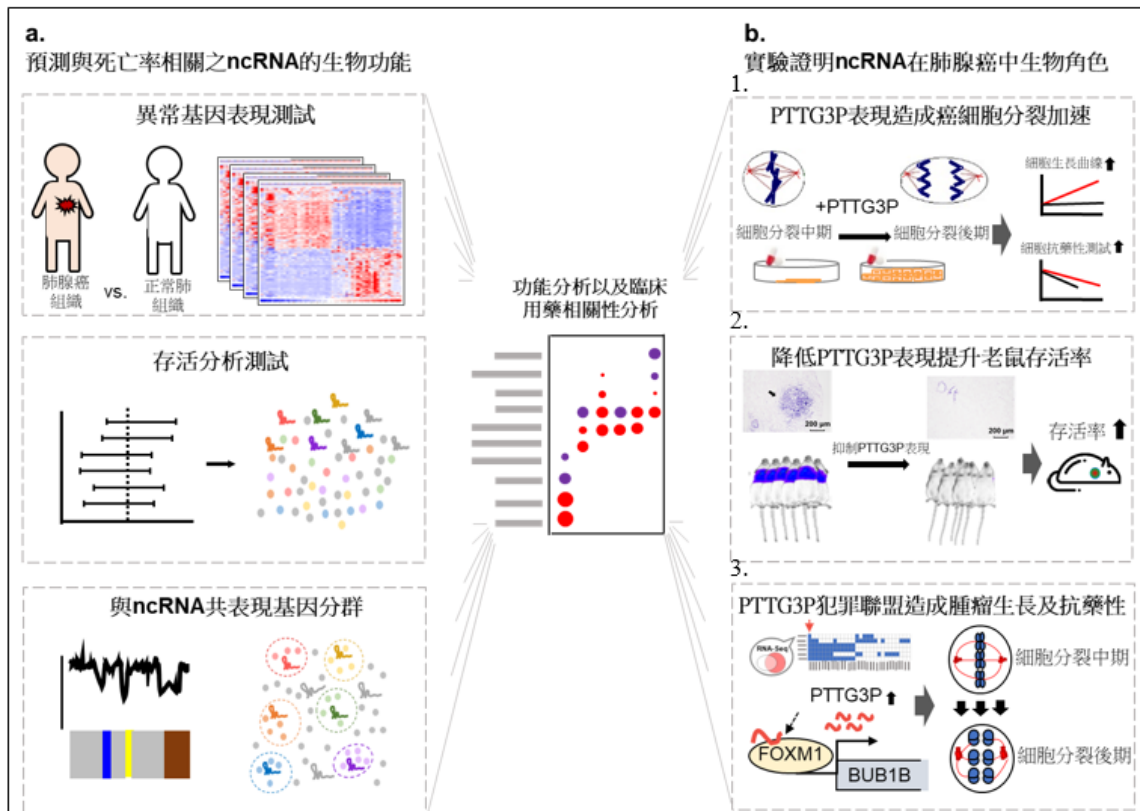 a.
預測與死亡率相關之ncRNA的生物功能
異常基因表現測試
肺腺癌
組織
vs.
正常肺
組織
存活分析測試
與ncRNA共表現基因分群
功能分析以及臨床
用藥相關性分析
b.
實驗證明ncRNA在肺腺癌中生物角色
1.
PTTG3P表現造成癌細胞分裂加速
+PTTG3P
細胞分裂中期
細胞分裂後期
細胞生長曲線
細胞抗藥性測試
2.
降低PTTG3P表現提升老鼠存活率
200 μm
200 μm
抑制PTTG3P表現
存活率
3.
PTTG3P犯罪聯盟造成腫瘤生長及抗藥性
RNA-Seq
PTTG3P
FOXM1
BUB1B
細胞分裂中期
細胞分裂後期